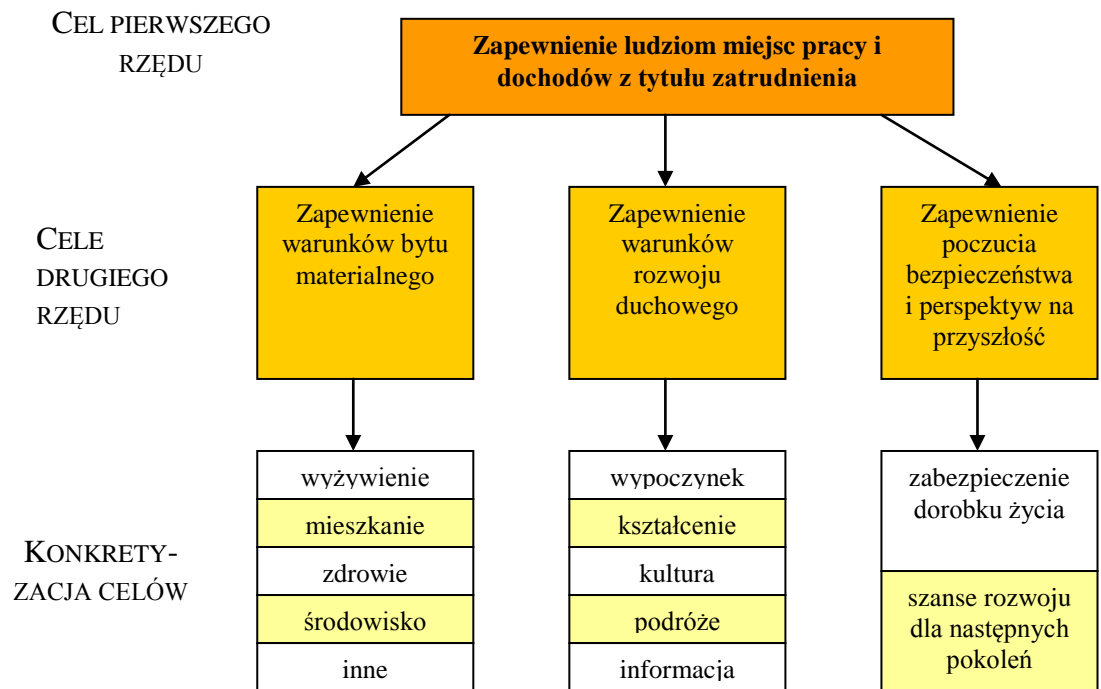 CEL PIERWSZEGO
RZĘDU
Zapewnienie ludziom miejsc pracy i
dochodów z tytułu zatrudnienia
CELE
DRUGIEGO
RZĘDU
Zapewnienie
warunków bytu
materialnego
Zapewnienie
warunków
rozwoju
duchowego
Zapewnienie
poczucia
bezpieczeństwa
i perspektyw na
przyszłość
KONKRETY-
ZACJA CELÓW
wyżywienie
mieszkanie
zdrowie
środowisko
inne
wypoczynek
kształcenie
kultura
podróże
informacja
zabezpieczenie
dorobku życia
szanse rozwoju
dla następnych
pokoleń